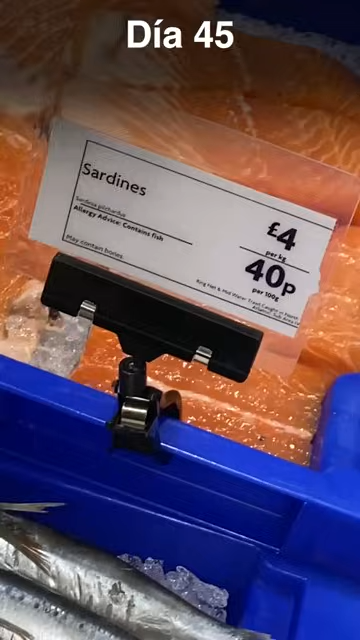 Día 45
Sardines
Sardina pilchardus
Allergy Advice: Contains fish
May contain bones.
£4
per kg
40p
per 100g